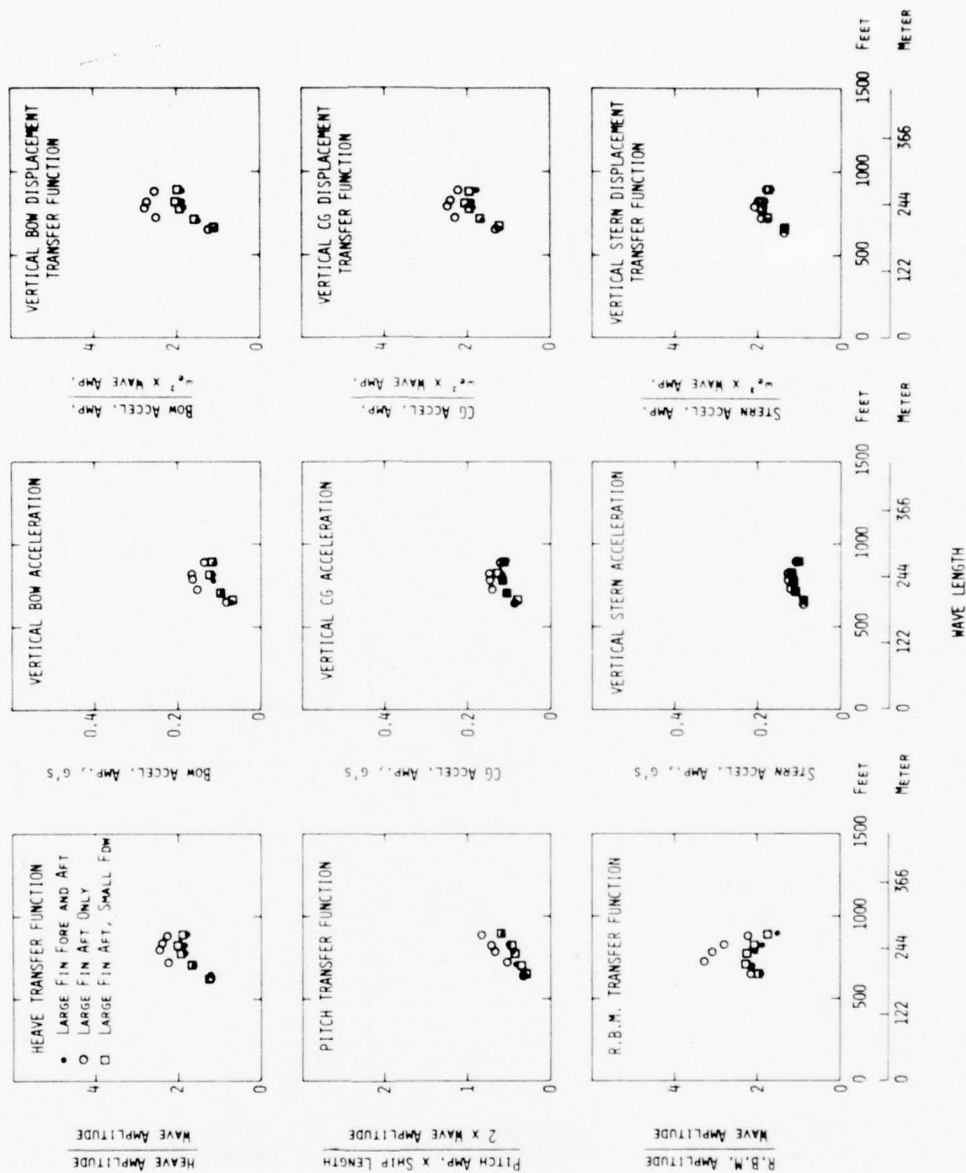 HEAVE TRANSFER FUNCTION
• LARGE FIN FORE AND AFT
○ LARGE FIN AFT ONLY
□ LARGE FIN AFT, SMALL FOW
HEAVE AMPLITUDE
WAVE AMPLITUDE
4
2
0
VERTICAL BOW ACCELERATION
BOW ACCEL. AMP., G'S
0.4
0.2
0
VERTICAL BOW DISPLACEMENT
TRANSFER FUNCTION
BOW ACCEL. AMP.
ωe² x WAVE AMP.
4
2
0
PITCH TRANSFER FUNCTION
PITCH AMP. x SHIP LENGTH
2 x WAVE AMPLITUDE
2
1
0
VERTICAL CG ACCELERATION
CG ACCEL. AMP., G'S
0.4
0.2
0
VERTICAL CG DISPLACEMENT
TRANSFER FUNCTION
CG ACCEL. AMP.
ωe² x WAVE AMP.
4
2
0
R.B.M. TRANSFER FUNCTION
R.B.M. AMPLITUDE
WAVE AMPLITUDE
4
2
0
0 500 1000 1500 FEET
0 122 244 366 METER
VERTICAL STERN ACCELERATION
STERN ACCEL. AMP., G'S
0.4
0.2
0
0 500 1000 1500 FEET
0 122 244 366 METER
VERTICAL STERN DISPLACEMENT
TRANSFER FUNCTION
STERN ACCEL. AMP.
ωe² x WAVE AMP.
4
2
0
0 500 1000 1500 FEET
0 122 244 366 METER
WAVE LENGTH